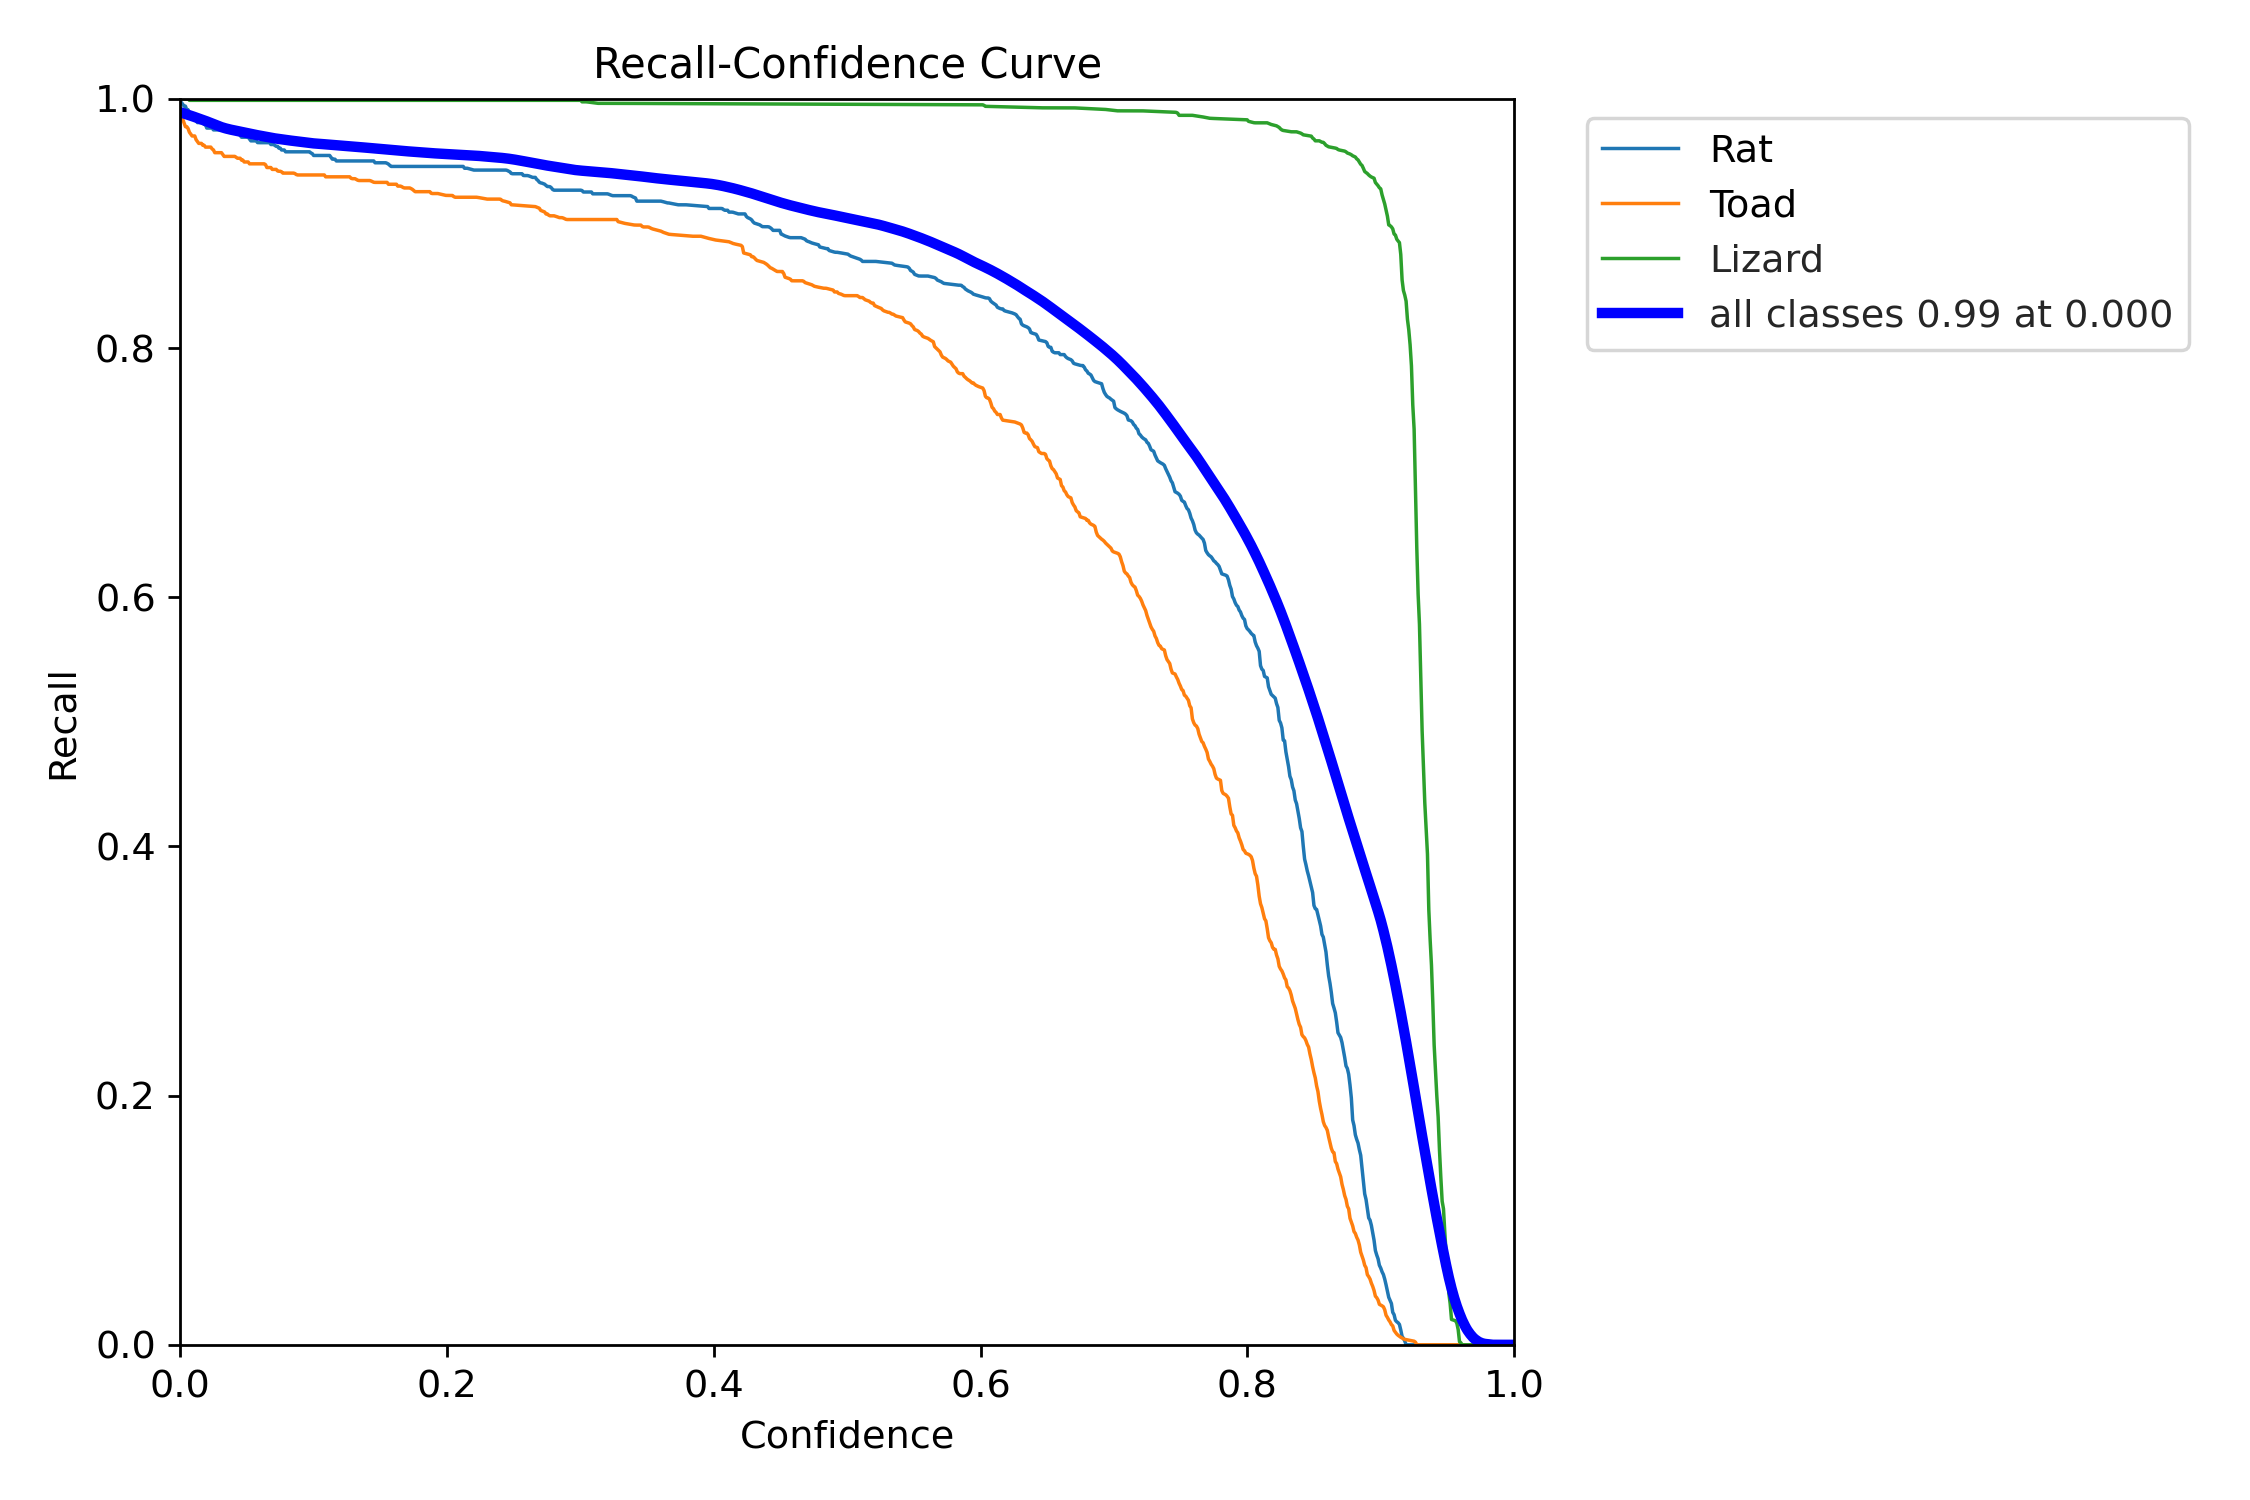 Recall-Confidence Curve
1.0
0.8
0.6
0.4
0.2
0.0
Recall
0.0 0.2 0.4 0.6 0.8 1.0
Confidence
Rat
Toad
Lizard
all classes 0.99 at 0.000